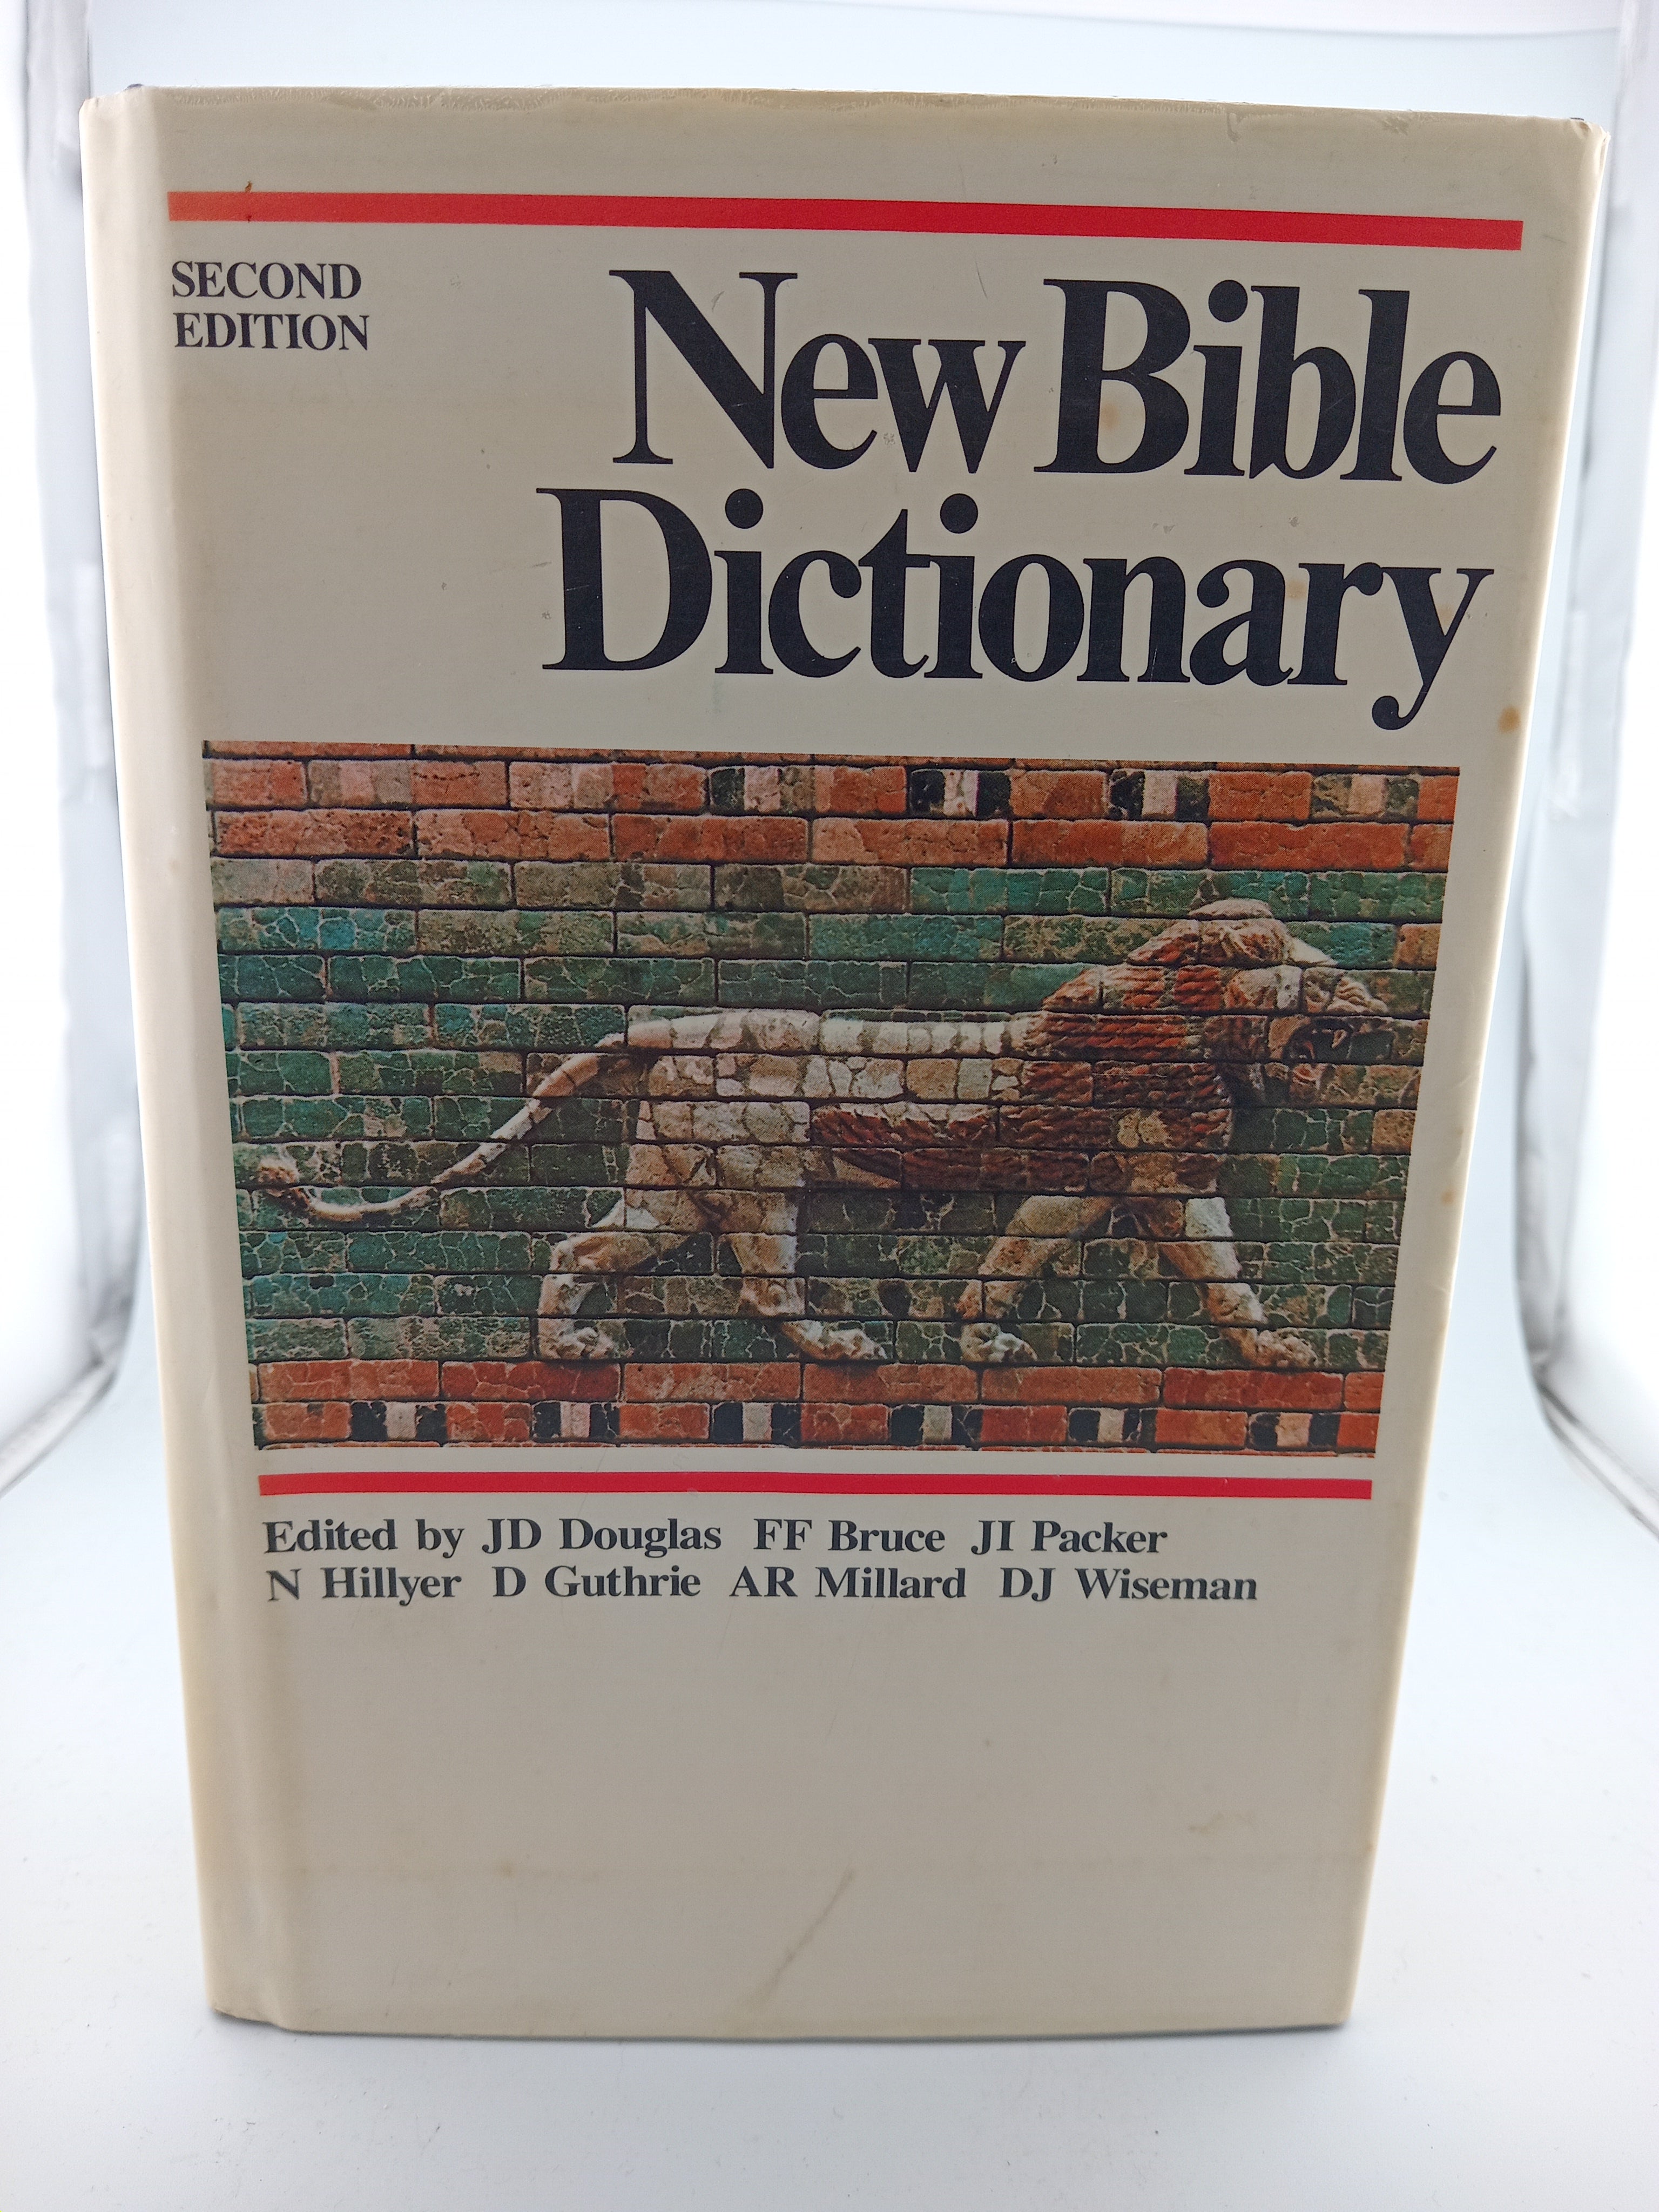 SECOND
EDITION
New Bible
Dictionary
Edited by JD Douglas FF Bruce JI Packer
N Hillyer D Guthrie AR Millard DJ Wiseman